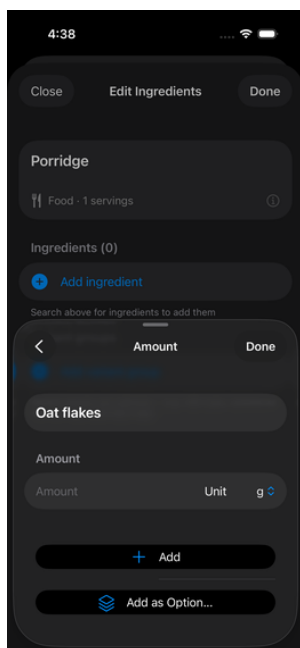 4:38
Close Edit Ingredients Done
Porridge
Food · 1 servings
Ingredients (0)
Add ingredient
Search above for ingredients to add them
Amount Done
Oat flakes
Amount
Amount Unit g
Add
Add as Option...